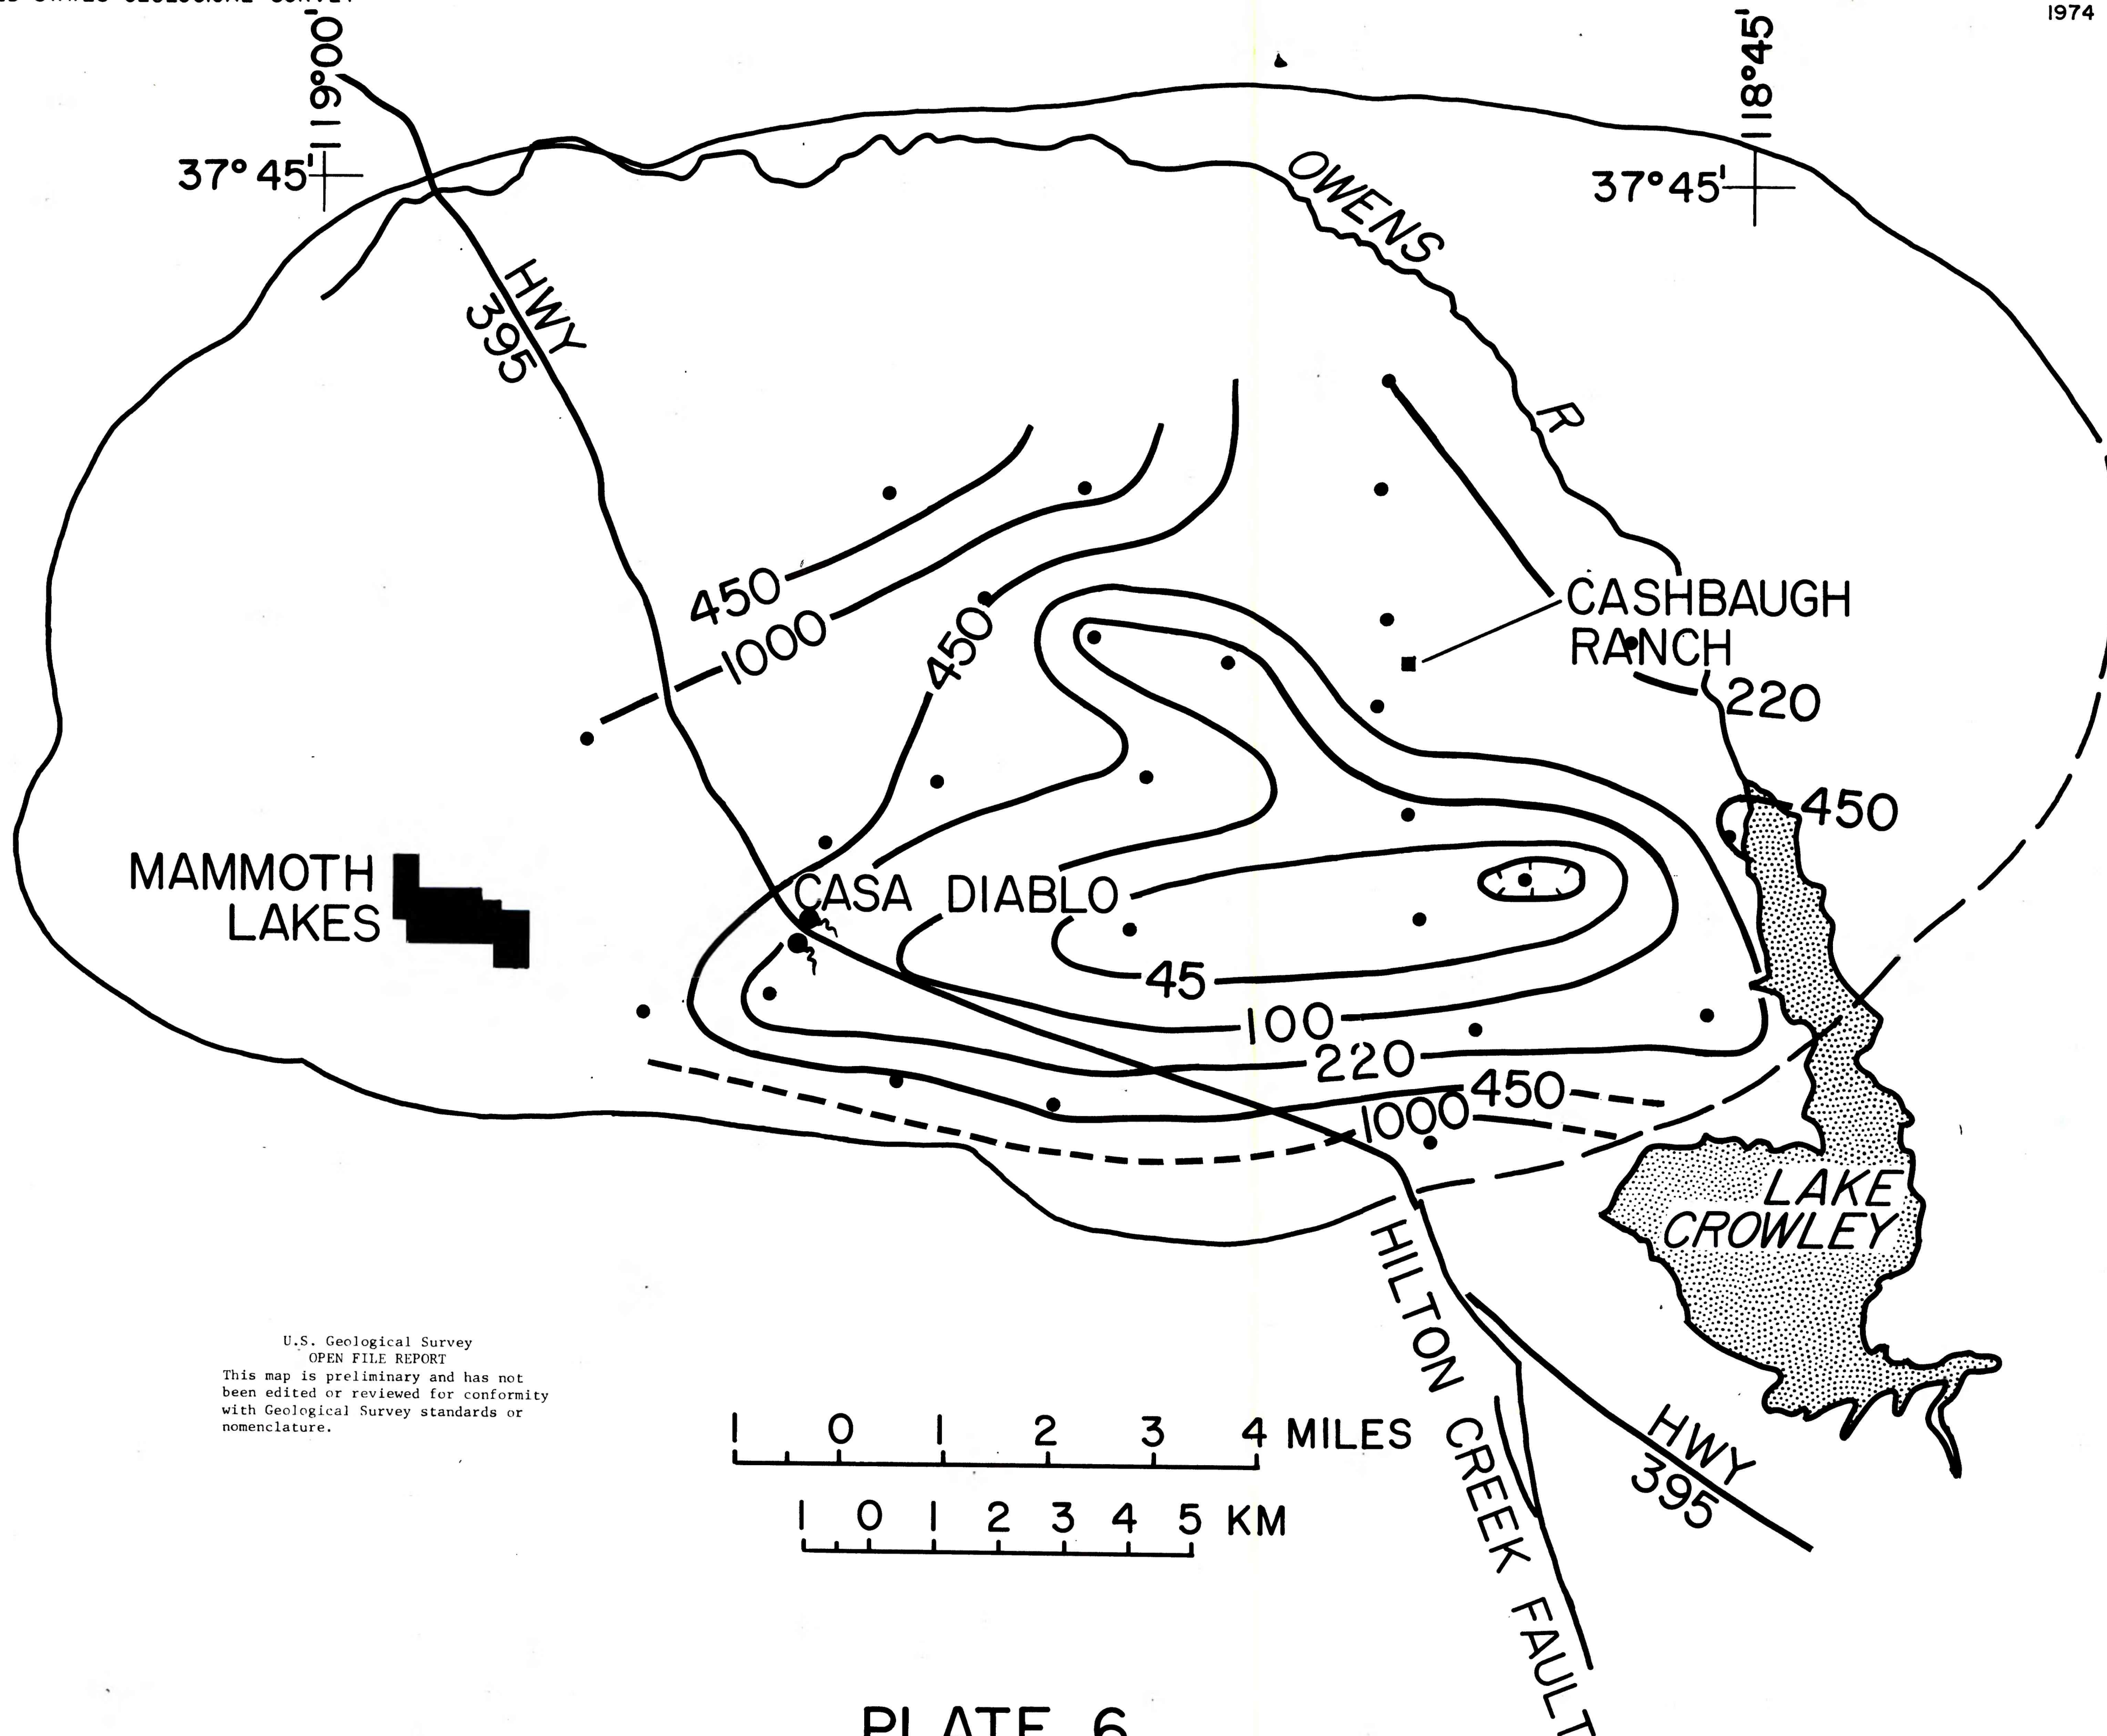 1974
119°00'
118°45'
37°45'
37°45'
OWENS
R
HWY
395
CASHBAUGH
RANCH
450
1000
450
220
450
MAMMOTH
LAKES
CASA DIABLO
45
100
220
450
1000
LAKE
CROWLEY
HILTON CREEK FAULT
HWY
395
U.S. Geological Survey
OPEN FILE REPORT
This map is preliminary and has not
been edited or reviewed for conformity
with Geological Survey standards or
nomenclature.
1 0 1 2 3 4 MILES
1 0 1 2 3 4 5 KM
PLATE 6